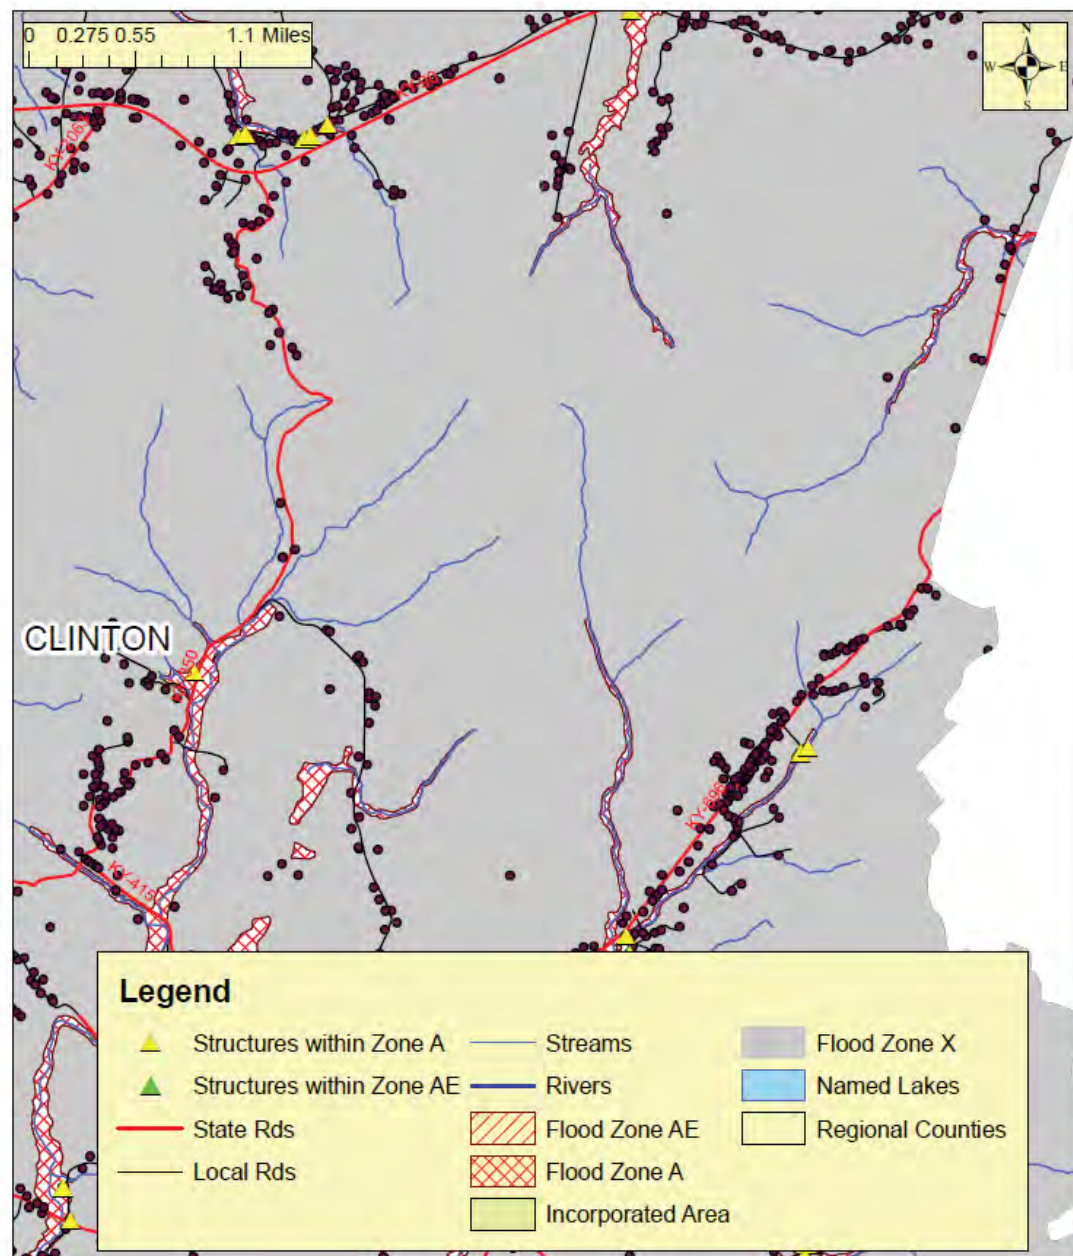 0 0.275 0.55 1.1 Miles
N
W E
S
CLINTON
KY-415
KY-696
Legend
Structures within Zone A
Structures within Zone AE
State Rds
Local Rds
Streams
Rivers
Flood Zone AE
Flood Zone A
Incorporated Area
Flood Zone X
Named Lakes
Regional Counties